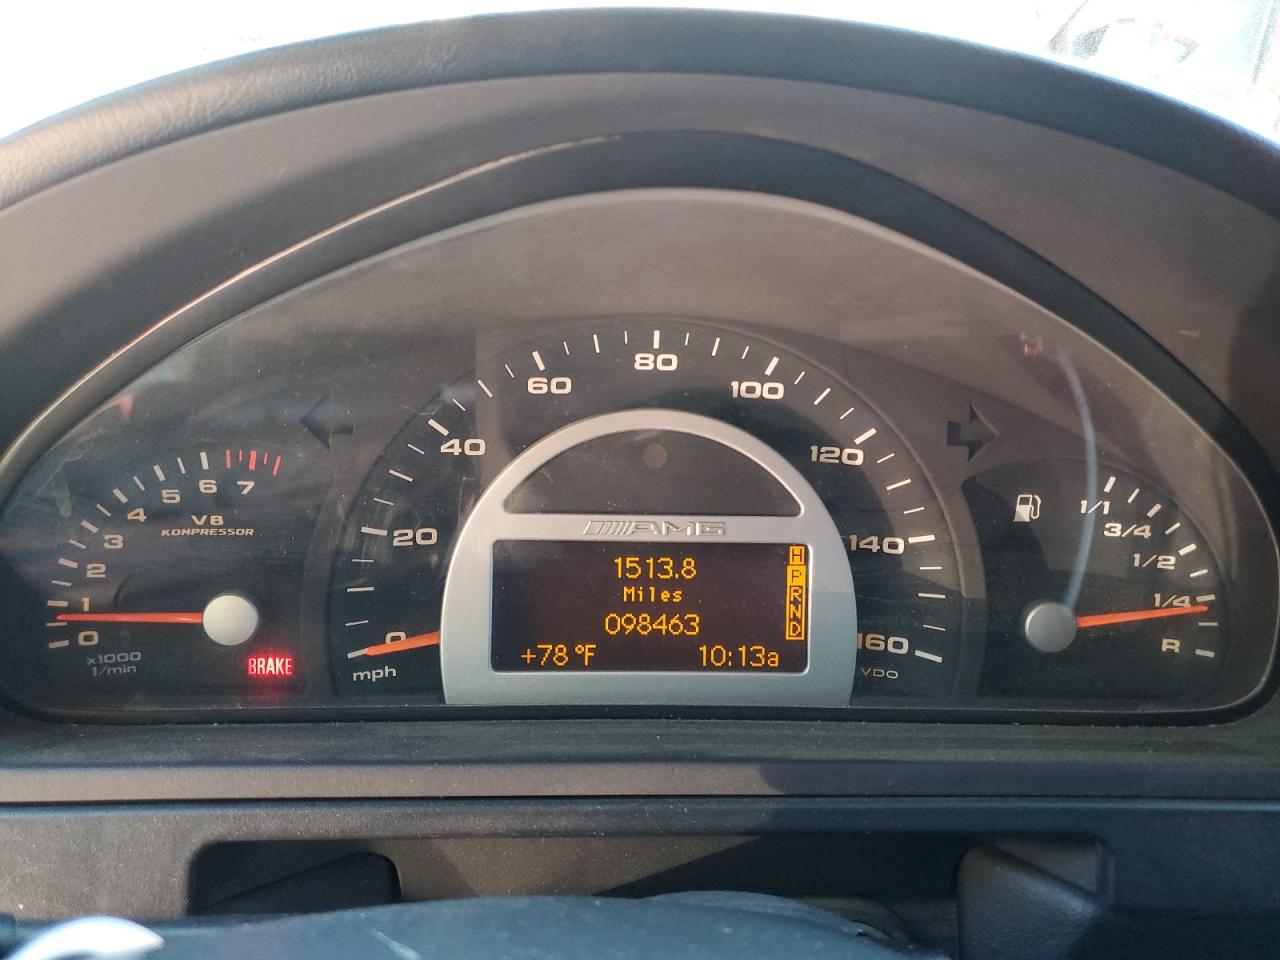 80
60
100
40
120
20
140
0
160
mph
VDO
5 6 7
4
3
2
1
0
V8
KOMPRESSOR
x1000
1/min
BRAKE
AMG
1513.8
Miles
098463
+78°F 10:13a
H
P
R
N
D
1/1
3/4
1/2
1/4
R